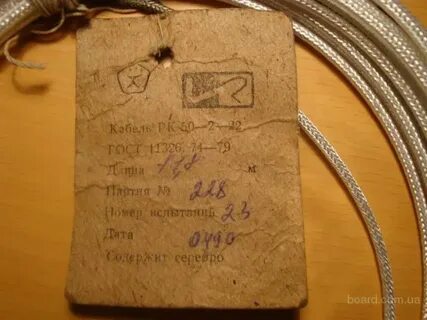 Кабель РК 50—2—22
ГОСТ 11326. 74—79
Длина 1,8 м
Партия № 228
Номер испытаний 23
Дата 0490
Содержит серебро
board.com.ua